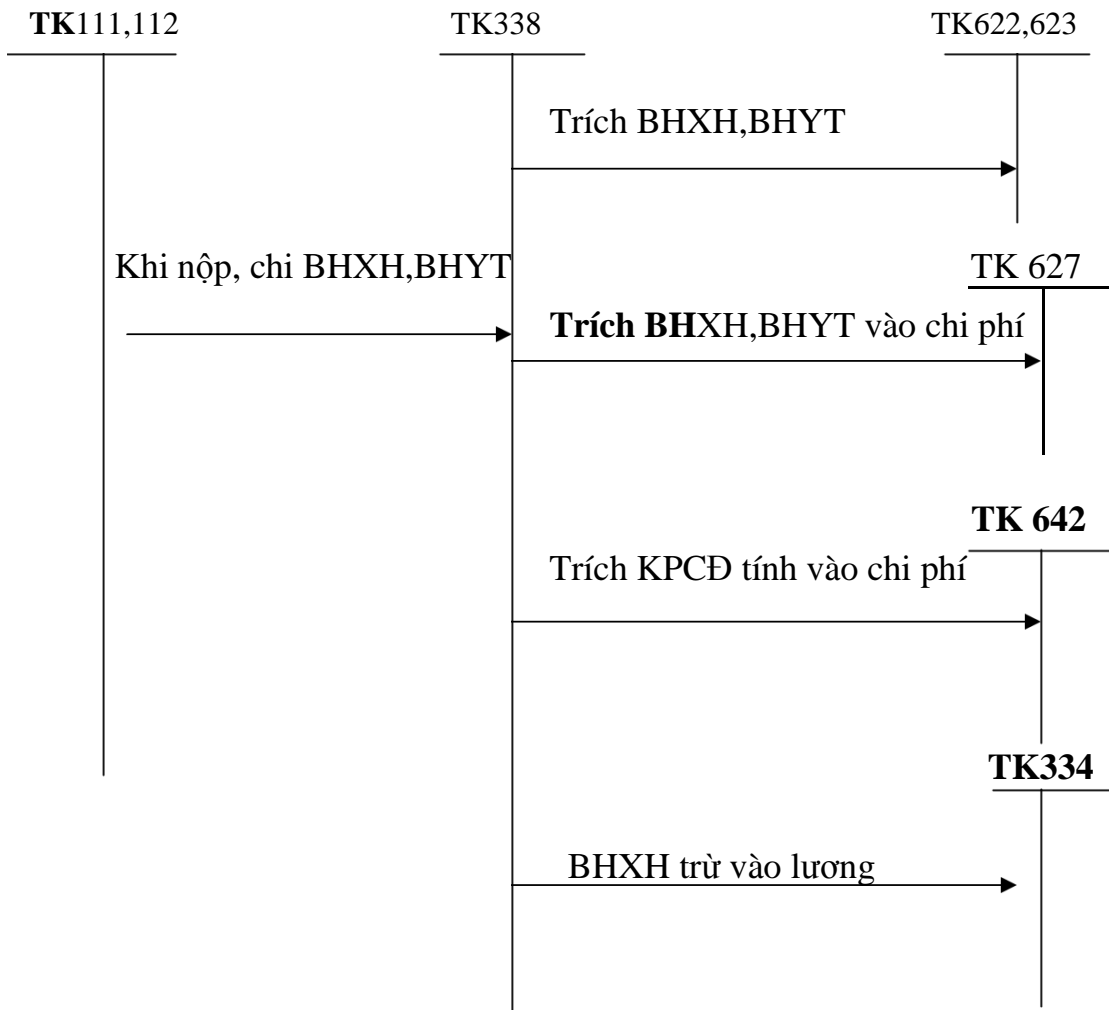 TK111,112
TK338
TK622,623
Trích BHXH,BHYT
Khi nộp, chi BHXH,BHYT
TK 627
Trích BHXH,BHYT vào chi phí
TK 642
Trích KPCĐ tính vào chi phí
TK334
BHXH trừ vào lương